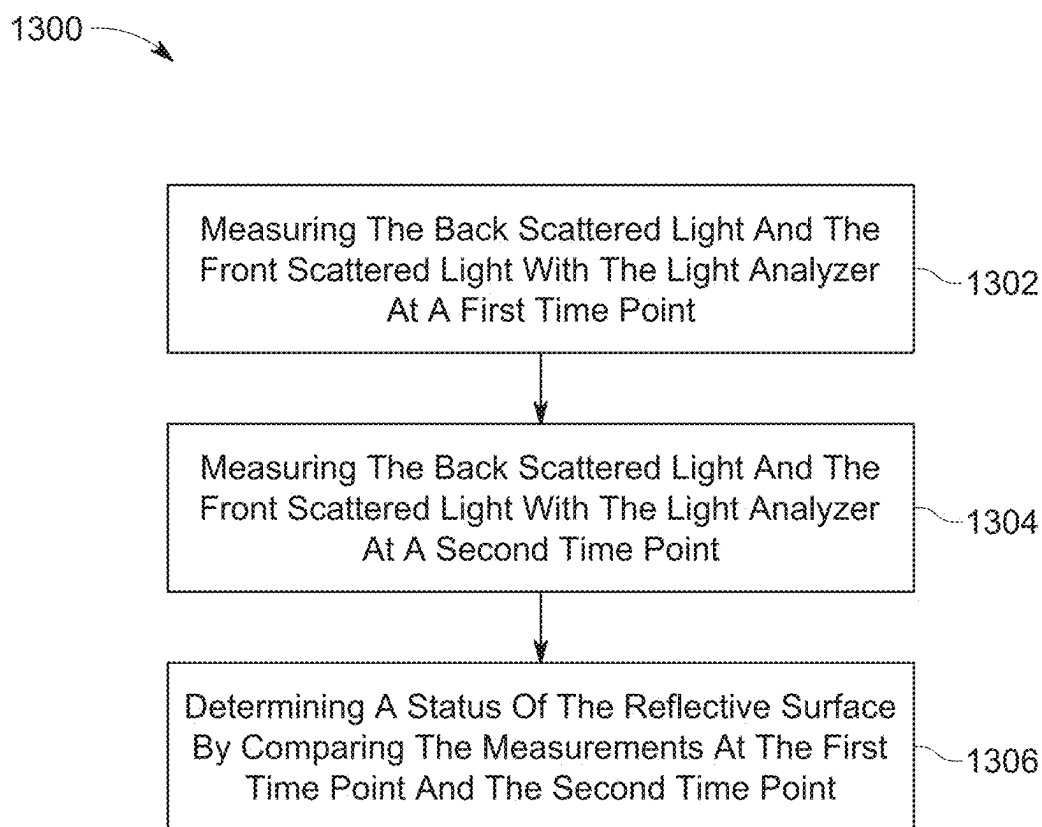 1300
Measuring The Back Scattered Light And The
Front Scattered Light With The Light Analyzer
At A First Time Point
1302
Measuring The Back Scattered Light And The
Front Scattered Light With The Light Analyzer
At A Second Time Point
1304
Determining A Status Of The Reflective Surface
By Comparing The Measurements At The First
Time Point And The Second Time Point
1306